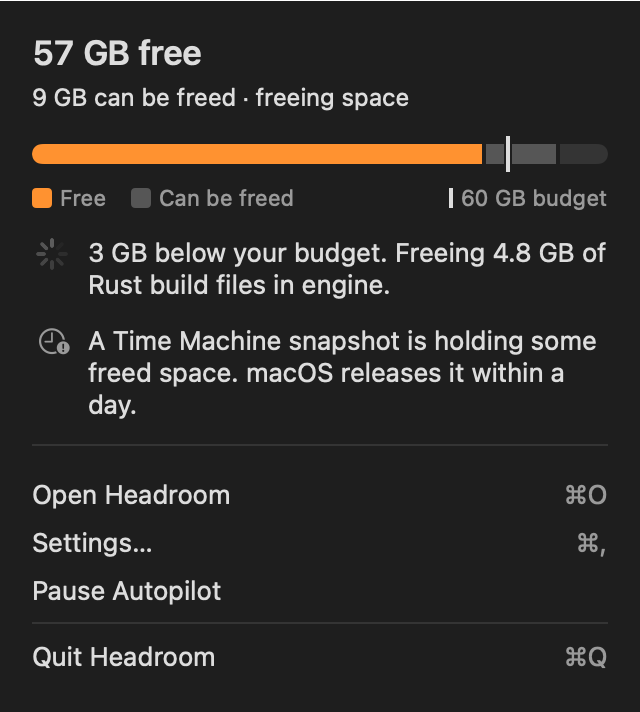 57 GB free
9 GB can be freed · freeing space
Free
Can be freed
60 GB budget
3 GB below your budget. Freeing 4.8 GB of
Rust build files in engine.
A Time Machine snapshot is holding some
freed space. macOS releases it within a
day.
Open Headroom ⌘O
Settings... ⌘,
Pause Autopilot
Quit Headroom ⌘Q